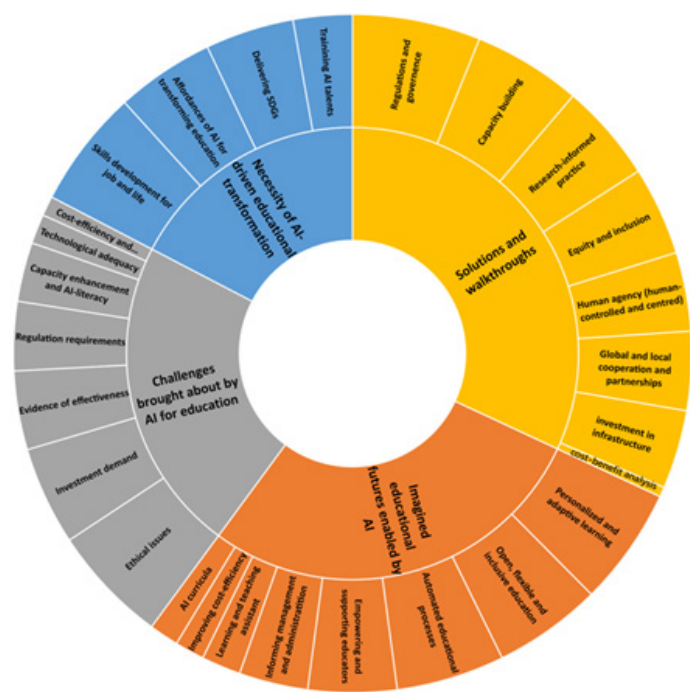 Solutions and
walkthroughs
Regulations and
governence
Capacity building
Research-informed
practice
Equity and inclusion
Human agency (human-
controlled and centred)
Global and local
cooperation and
partnerships
investment in
infrastructure
cost-benefit analysis
Imagined
educational
futures enabled by
AI
Personalized and
adaptive learning
Open, flexible and
inclusive education
Automated educational
processes
Empowering and
supporting educators
Informing management
and administratition
Learning and teaching
assistant
Improving cost-efficiency
AI curricula
Challenges
brought about by
AI for education
Ethical issues
Investment demand
Evidence of effectiveness
Regulation requirements
Capacity enhancement
and AI-literacy
Technological adequacy
Cost-efficiency and...
Necessity of AI-
driven educational
transformation
Skills development for
job and life
Affordances of AI for
transforming education
Delivering SDGs
Trainining AI talents